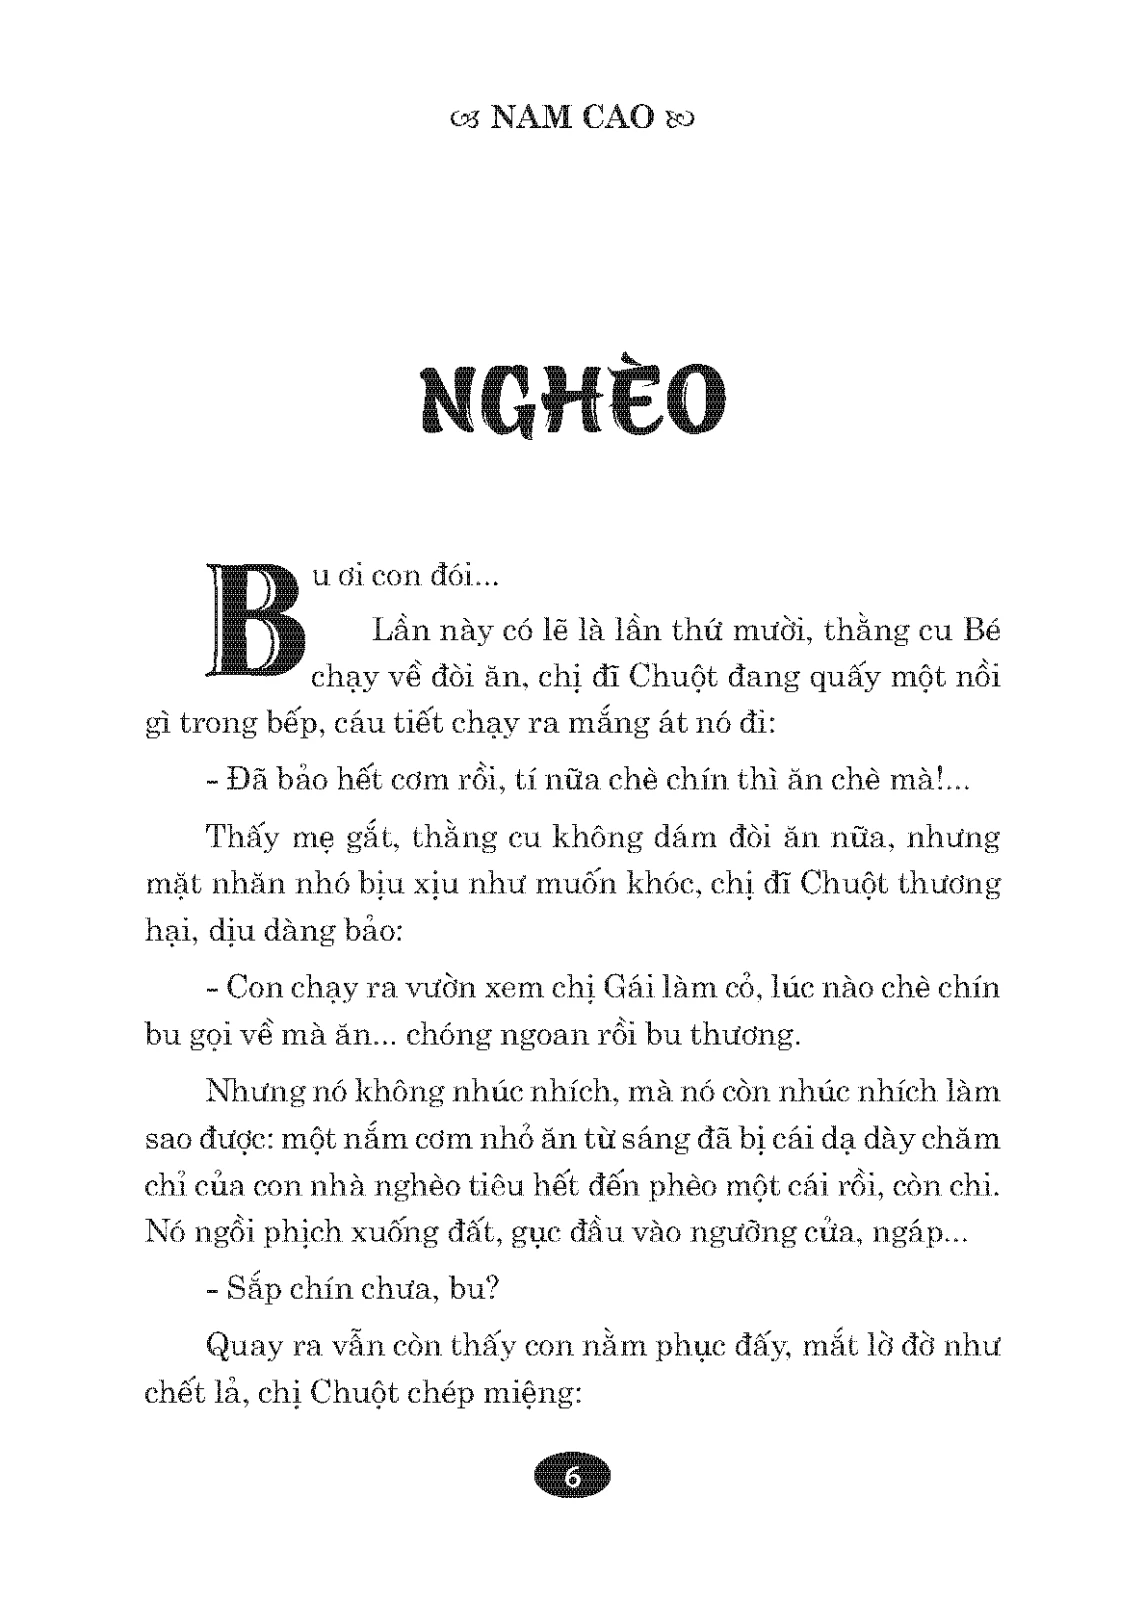 NAM CAO
NGHÈO
Bu ơi con đói...
Lần này có lẽ là lần thứ mười, thằng cu Bé
chạy về đòi ăn, chị đĩ Chuột đang quấy một nồi
gì trong bếp, cáu tiết chạy ra mắng át nó đi:
– Đã bảo hết cơm rồi, tí nữa chè chín thì ăn chè mà!...
Thấy mẹ gắt, thằng cu không dám đòi ăn nữa, nhưng
mặt nhăn nhó bịu xịu như muốn khóc, chị đĩ Chuột thương
hại, dịu dàng bảo:
– Con chạy ra vườn xem chị Gái làm cỏ, lúc nào chè chín
bu gọi về mà ăn... chóng ngoan rồi bu thương.
Nhưng nó không nhúc nhích, mà nó còn nhúc nhích làm
sao được: một nắm cơm nhỏ ăn từ sáng đã bị cái dạ dày chăm
chỉ của con nhà nghèo tiêu hết đến phèo một cái rồi, còn chi.
Nó ngồi phịch xuống đất, gục đầu vào ngưỡng cửa, ngáp...
– Sắp chín chưa, bu?
Quay ra vẫn còn thấy con nằm phục đấy, mắt lờ đờ như
chết lả, chị Chuột chép miệng:
6